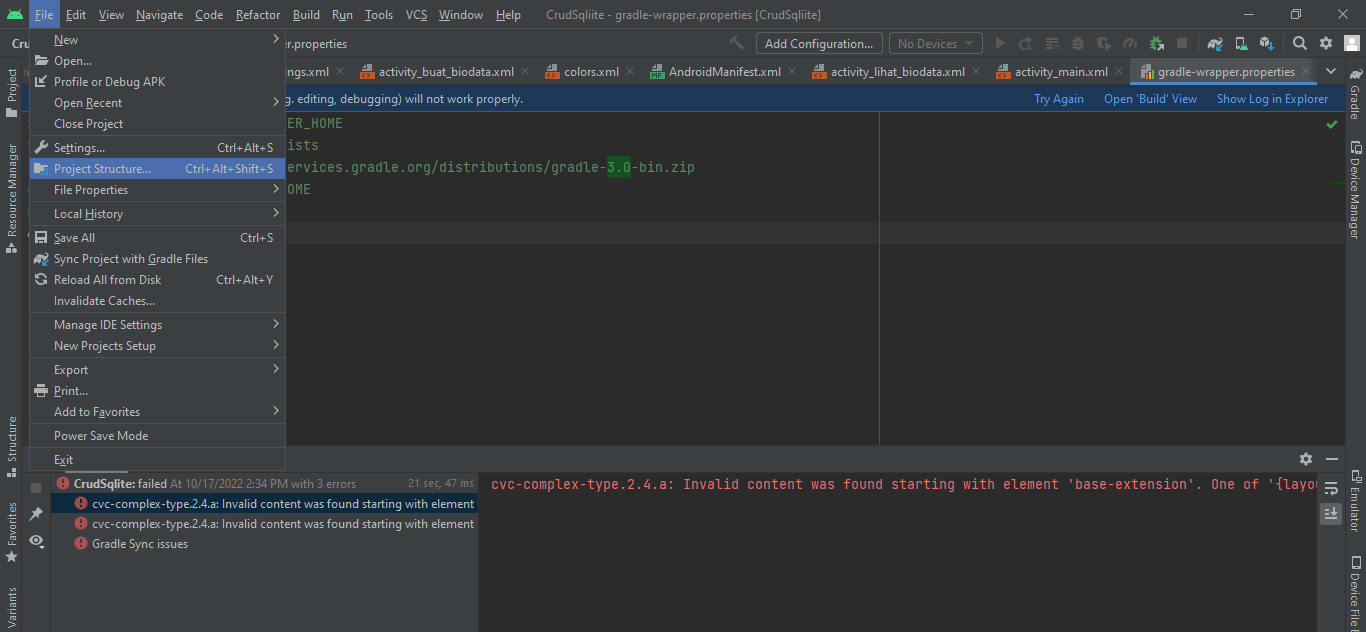 File Edit View Navigate Code Refactor Build Run Tools VCS Window Help CrudSqliite - gradle-wrapper.properties [CrudSqliite]
er.properties
Add Configuration...
No Devices
ngs.xml
activity_buat_biodata.xml
colors.xml
AndroidManifest.xml
activity_lihat_biodata.xml
activity_main.xml
gradle-wrapper.properties
g. editing, debugging) will not work properly.
Try Again
Open 'Build' View
Show Log in Explorer
ER_HOME
ists
ervices.gradle.org/distributions/gradle-3.0-bin.zip
OME
New
Open...
Profile or Debug APK
Open Recent
Close Project
Settings... Ctrl+Alt+S
Project Structure... Ctrl+Alt+Shift+S
File Properties
Local History
Save All Ctrl+S
Sync Project with Gradle Files
Reload All from Disk Ctrl+Alt+Y
Invalidate Caches...
Manage IDE Settings
New Projects Setup
Export
Print...
Add to Favorites
Power Save Mode
Exit
Project
Resource Manager
Structure
Favorites
Variants
CrudSqlite: failed At 10/17/2022 2:34 PM with 3 errors 21 sec, 47 ms
cvc-complex-type.2.4.a: Invalid content was found starting with element
cvc-complex-type.2.4.a: Invalid content was found starting with element
Gradle Sync issues
cvc-complex-type.2.4.a: Invalid content was found starting with element 'base-extension'. One of '{layou
Gradle
Device Manager
Emulator
Device File